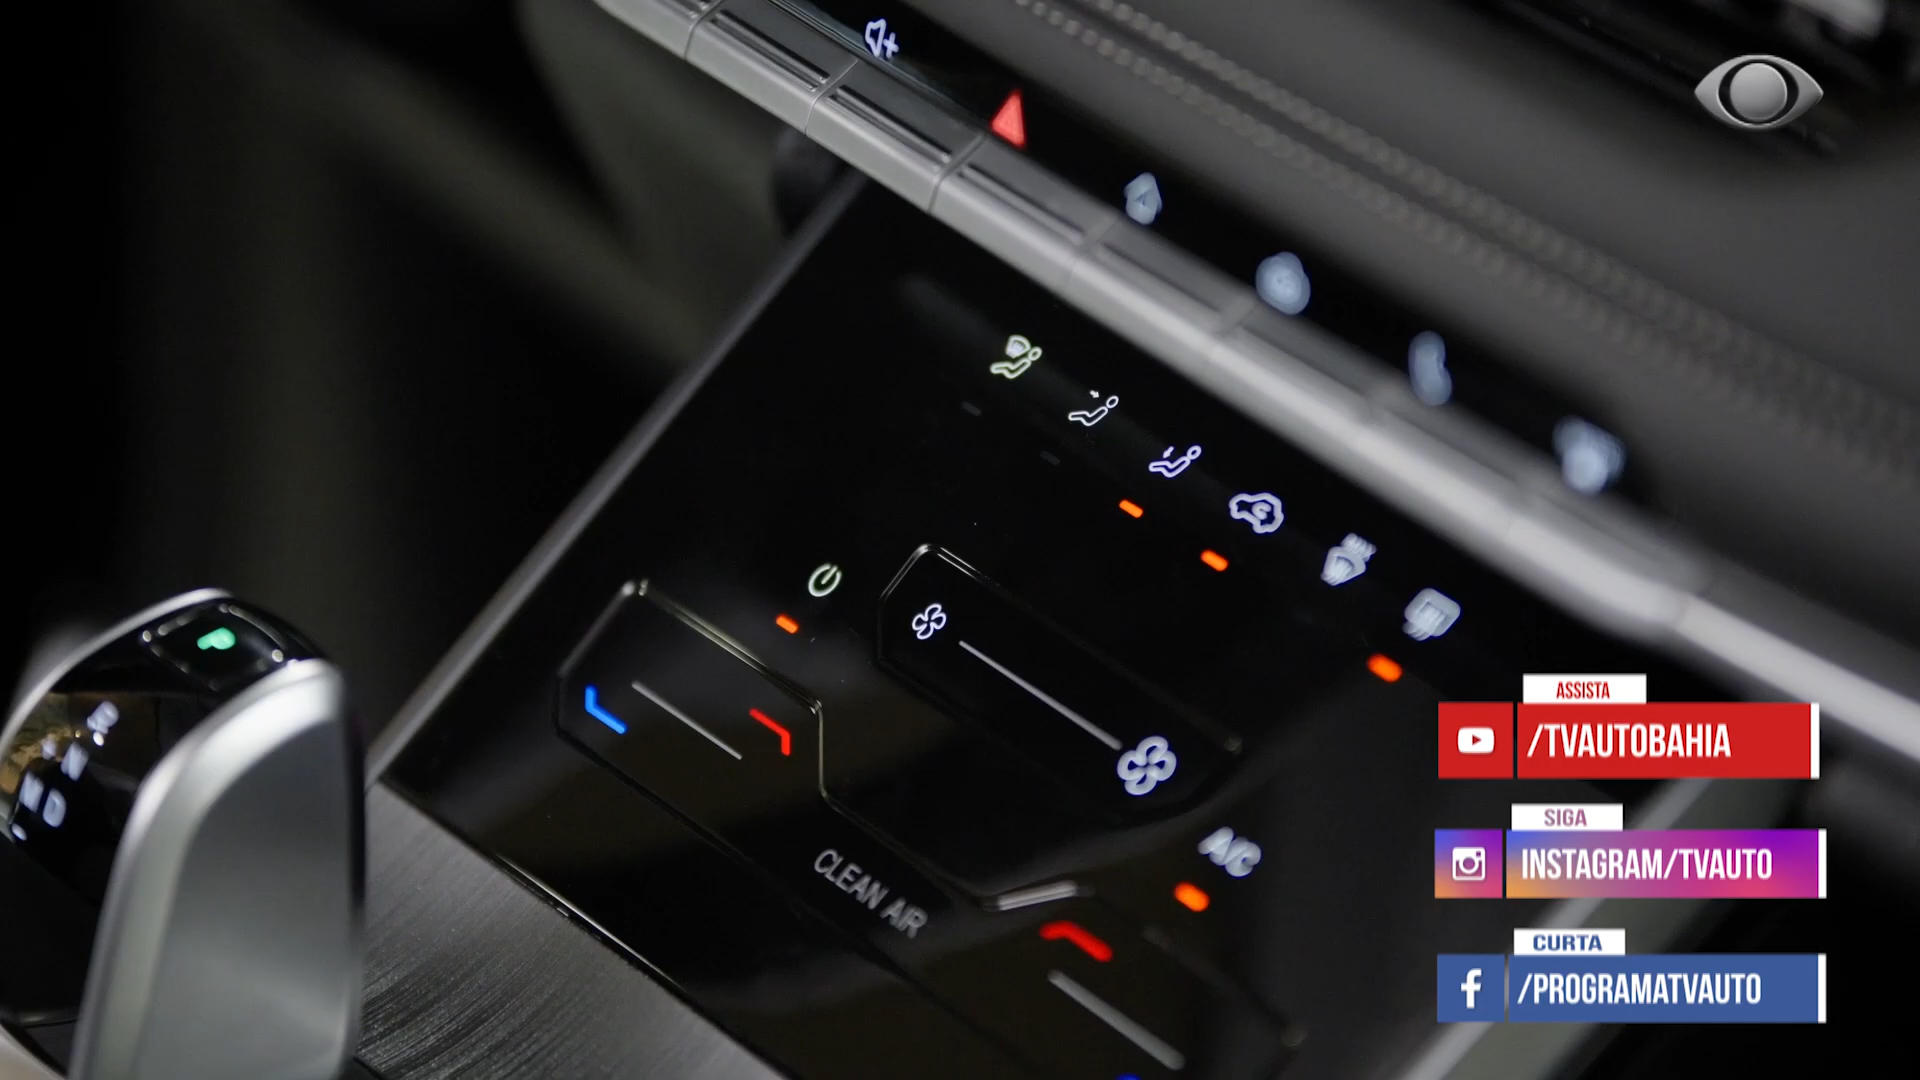 P
CLEAN AIR
A/C
ASSISTA
/TVAUTOBAHIA
SIGA
INSTAGRAM/TVAUTO
CURTA
/PROGRAMATVAUTO